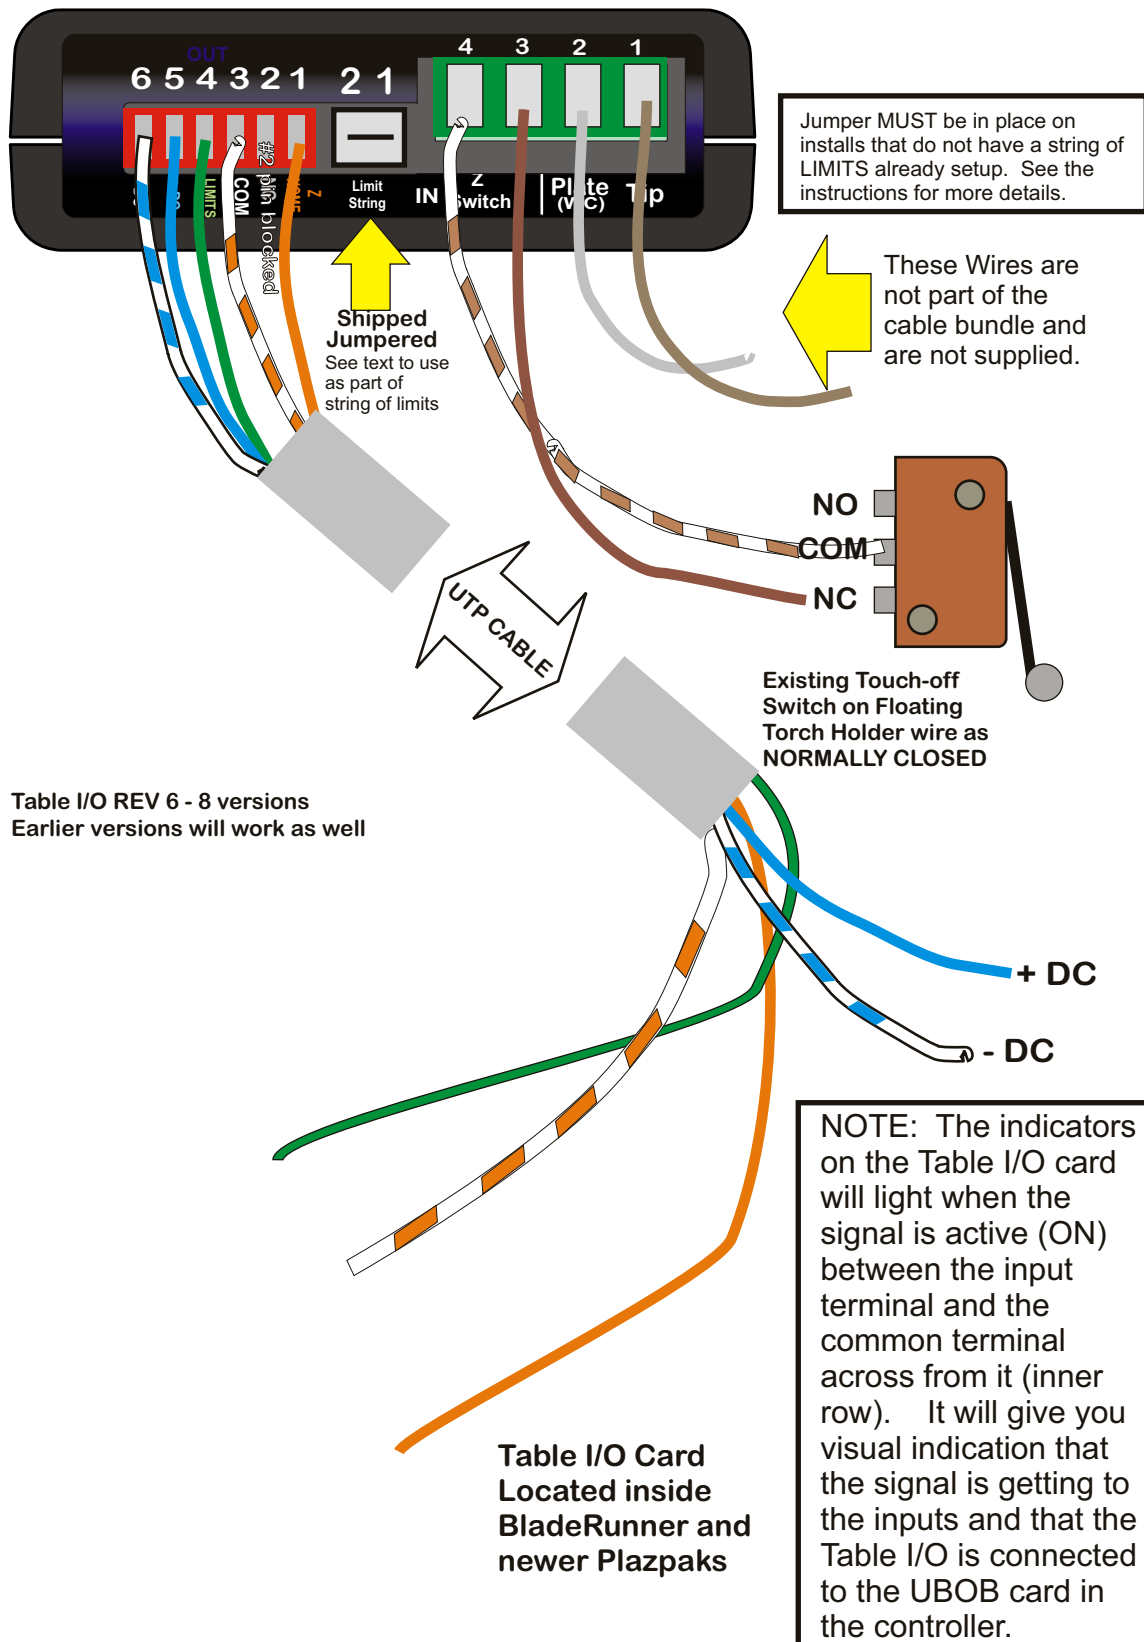 OUT
6 5 4 3 2 1
2 1
4 3 2 1
LIMITS
COM
#2 pin blocked
Z
Limit
String
IN
Z
Switch
Plate
(WC)
Tip
Jumper MUST be in place on
installs that do not have a string of
LIMITS already setup. See the
instructions for more details.
These Wires are
not part of the
cable bundle and
are not supplied.
Shipped
Jumpered
See text to use
as part of
string of limits
NO
COM
NC
UTP CABLE
Existing Touch-off
Switch on Floating
Torch Holder wire as
NORMALLY CLOSED
Table I/O REV 6 - 8 versions
Earlier versions will work as well
+ DC
- DC
NOTE: The indicators
on the Table I/O card
will light when the
signal is active (ON)
between the input
terminal and the
common terminal
across from it (inner
row). It will give you
visual indication that
the signal is getting to
the inputs and that the
Table I/O is connected
to the UBOB card in
the controller.
Table I/O Card
Located inside
BladeRunner and
newer Plazpaks